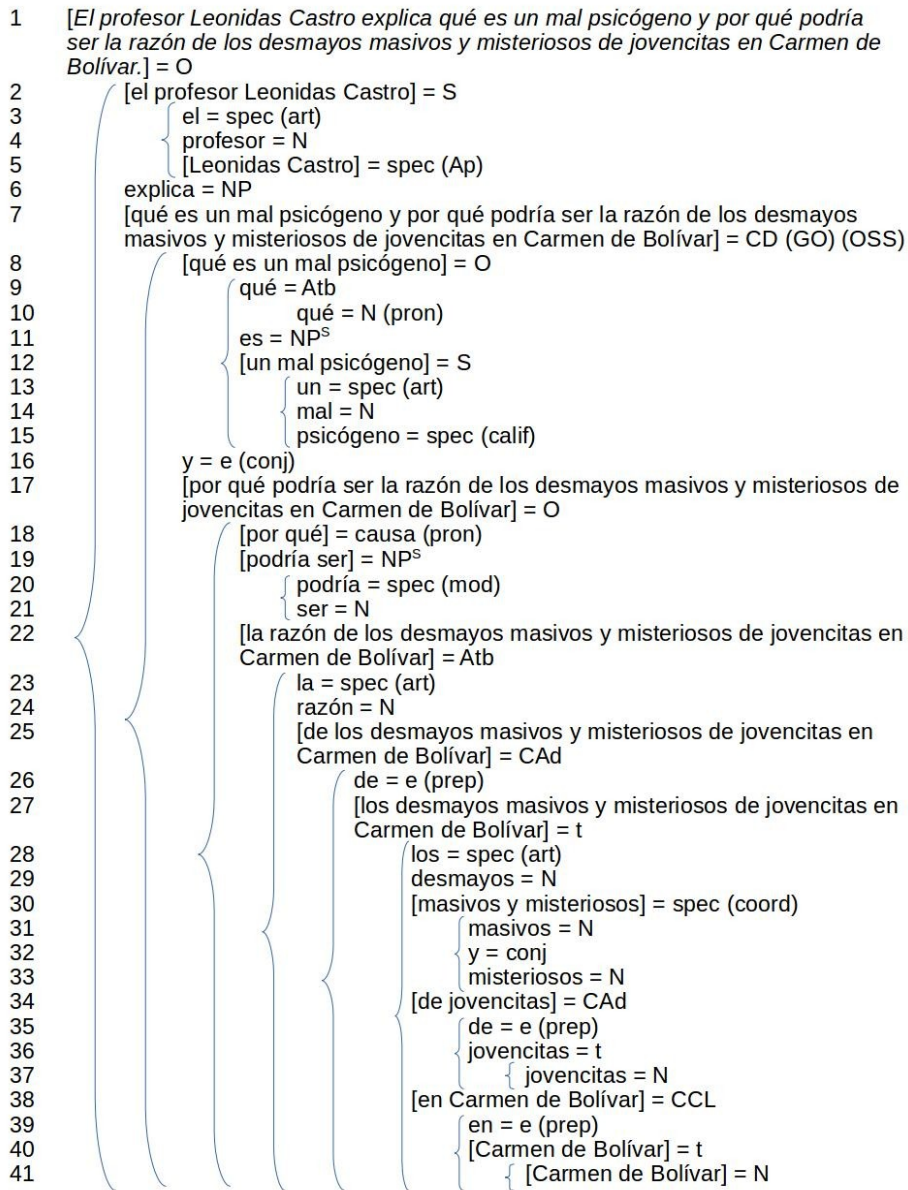 1 [El profesor Leonidas Castro explica qué es un mal psicógeno y por qué podría
ser la razón de los desmayos masivos y misteriosos de jovencitas en Carmen de
Bolívar.] = O
2 [el profesor Leonidas Castro] = S
3 el = spec (art)
4 profesor = N
5 [Leonidas Castro] = spec (Ap)
6 explica = NP
7 [qué es un mal psicógeno y por qué podría ser la razón de los desmayos
masivos y misteriosos de jovencitas en Carmen de Bolívar] = CD (GO) (OSS)
8 [qué es un mal psicógeno] = O
9 qué = Atb
10 qué = N (pron)
11 es = NPˢ
12 [un mal psicógeno] = S
13 un = spec (art)
14 mal = N
15 psicógeno = spec (calif)
16 y = e (conj)
17 [por qué podría ser la razón de los desmayos masivos y misteriosos de
jovencitas en Carmen de Bolívar] = O
18 [por qué] = causa (pron)
19 [podría ser] = NPˢ
20 podría = spec (mod)
21 ser = N
22 [la razón de los desmayos masivos y misteriosos de jovencitas en
Carmen de Bolívar] = Atb
23 la = spec (art)
24 razón = N
25 [de los desmayos masivos y misteriosos de jovencitas en
Carmen de Bolívar] = CAd
26 de = e (prep)
27 [los desmayos masivos y misteriosos de jovencitas en
Carmen de Bolívar] = t
28 los = spec (art)
29 desmayos = N
30 [masivos y misteriosos] = spec (coord)
31 masivos = N
32 y = conj
33 misteriosos = N
34 [de jovencitas] = CAd
35 de = e (prep)
36 jovencitas = t
37 jovencitas = N
38 [en Carmen de Bolívar] = CCL
39 en = e (prep)
40 [Carmen de Bolívar] = t
41 [Carmen de Bolívar] = N